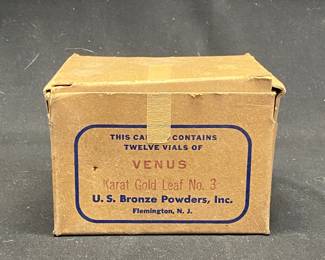 THIS CA CONTAINS
TWELVE VIALS OF
VENUS
Karat Gold Leaf No. 3
U. S. Bronze Powders, Inc.
Flemington, N. J.